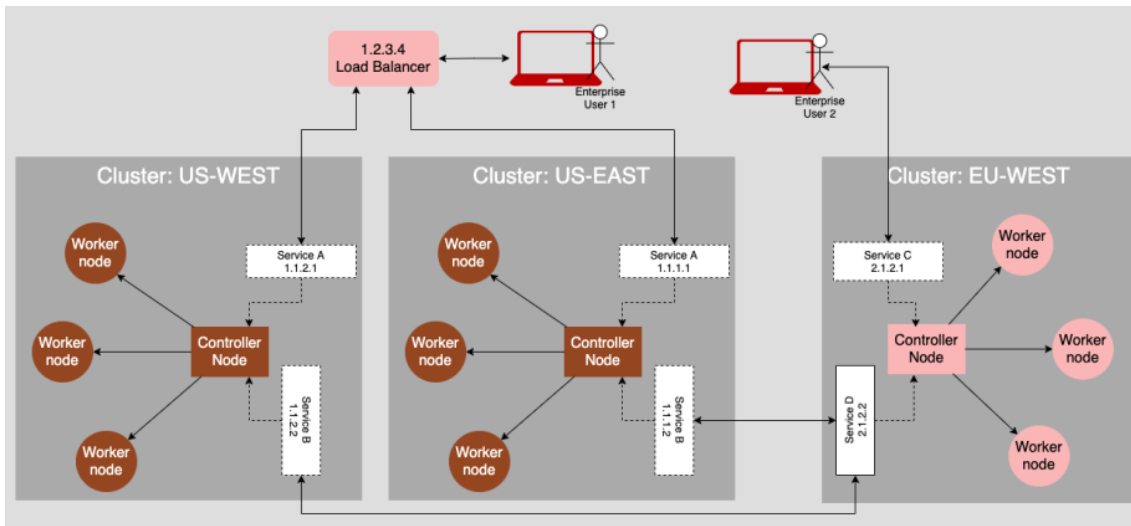 1.2.3.4
Load Balancer
Enterprise
User 1
Enterprise
User 2
Cluster: US-WEST
Worker
node
Service A
1.1.2.1
Worker
node
Controller
Node
Service B
1.1.2.2
Worker
node
Cluster: US-EAST
Worker
node
Service A
1.1.1.1
Worker
node
Controller
Node
Service B
1.1.1.2
Worker
node
Cluster: EU-WEST
Service C
2.1.2.1
Worker
node
Controller
Node
Worker
node
Service D
2.1.2.2
Worker
node